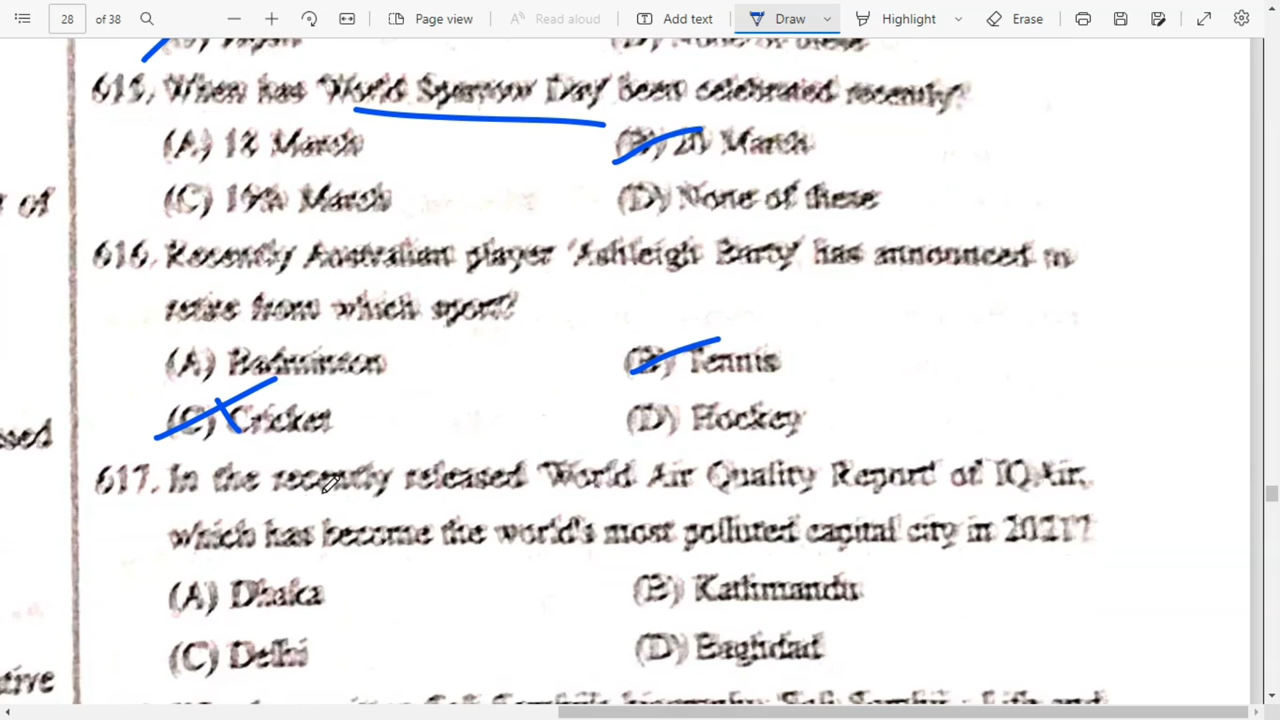 28 of 38 Page view Read aloud Add text Draw Highlight Erase
615. When has 'World Sparrow Day' been celebrated recently?
(A) 18 March (B) 20 March
of (C) 19th March (D) None of these
616. Recently Australian player 'Ashleigh Barty' has announced to
retire from which sport?
(A) Badminton (B) Tennis
(C) Cricket (D) Hockey
ssed 617. In the recently released 'World Air Quality Report' of IQAir,
which has become the world's most polluted capital city in 2021?
(A) Dhaka (B) Kathmandu
(C) Delhi (D) Baghdad